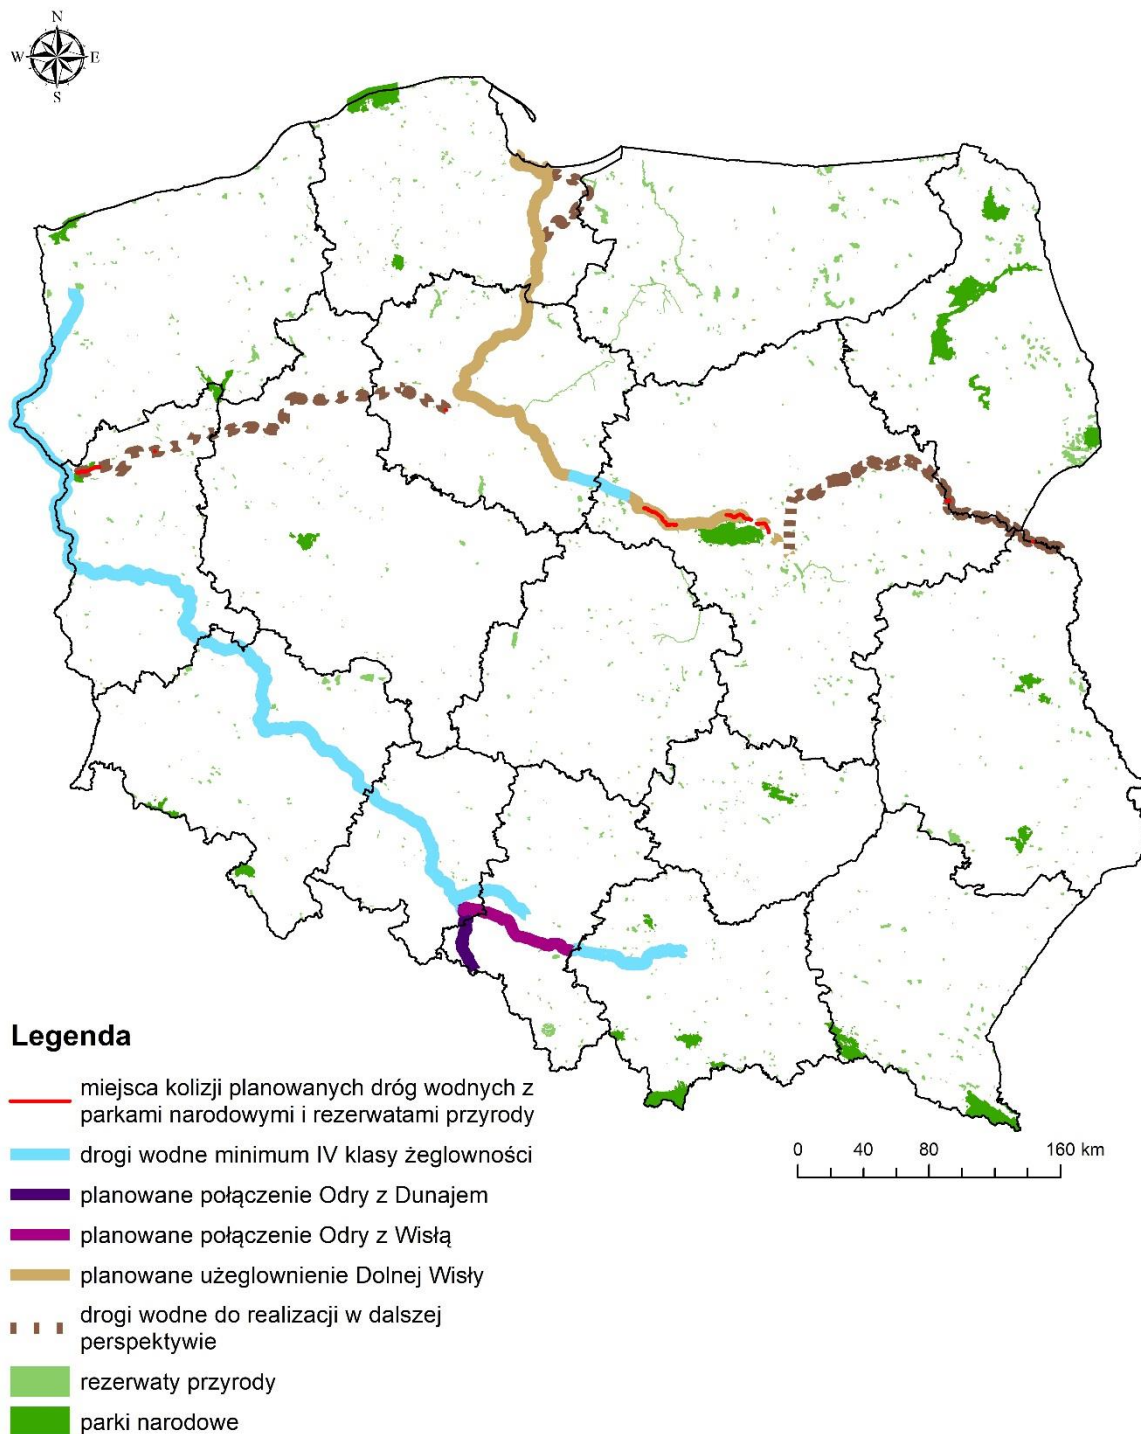 N
W E
S
Legenda
miejsca kolizji planowanych dróg wodnych z
parkami narodowymi i rezerwatami przyrody
drogi wodne minimum IV klasy żeglowności
planowane połączenie Odry z Dunajem
planowane połączenie Odry z Wisłą
planowane użeglownienie Dolnej Wisły
drogi wodne do realizacji w dalszej
perspektywie
rezerwaty przyrody
parki narodowe
0 40 80 160 km